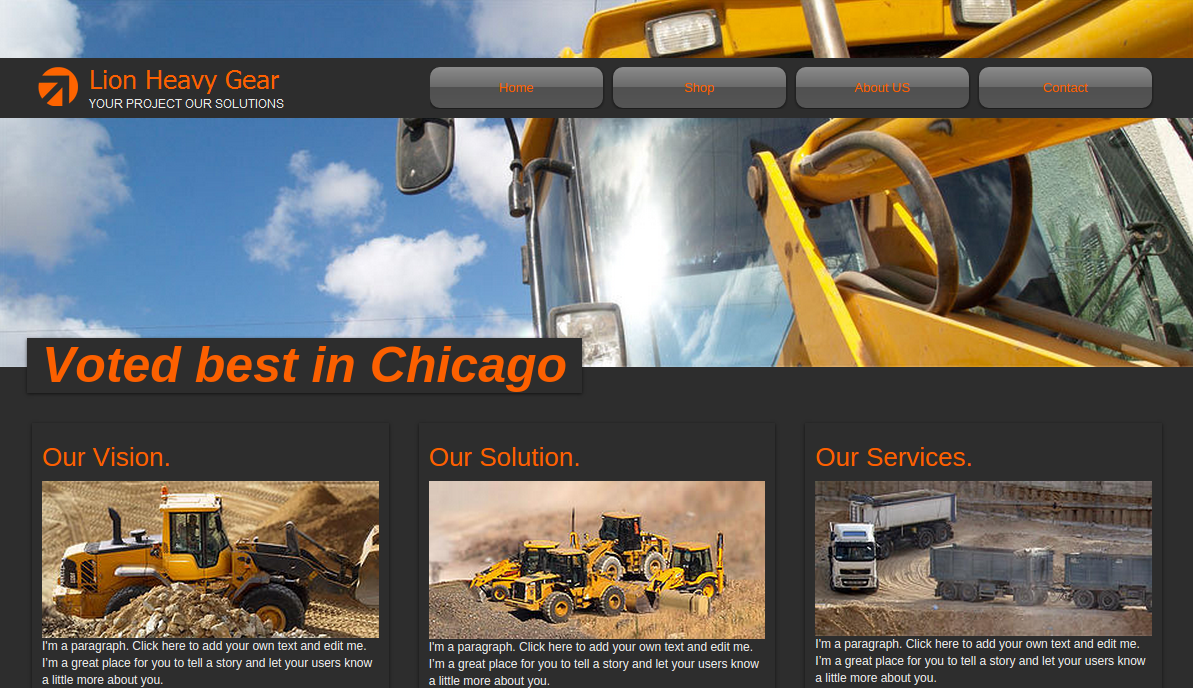 Lion Heavy Gear
YOUR PROJECT OUR SOLUTIONS
Home
Shop
About US
Contact
Voted best in Chicago
Our Vision.
I'm a paragraph. Click here to add your own text and edit me.
I'm a great place for you to tell a story and let your users know
a little more about you.
Our Solution.
I'm a paragraph. Click here to add your own text and edit me.
I'm a great place for you to tell a story and let your users know
a little more about you.
Our Services.
I'm a paragraph. Click here to add your own text and edit me.
I'm a great place for you to tell a story and let your users know
a little more about you.